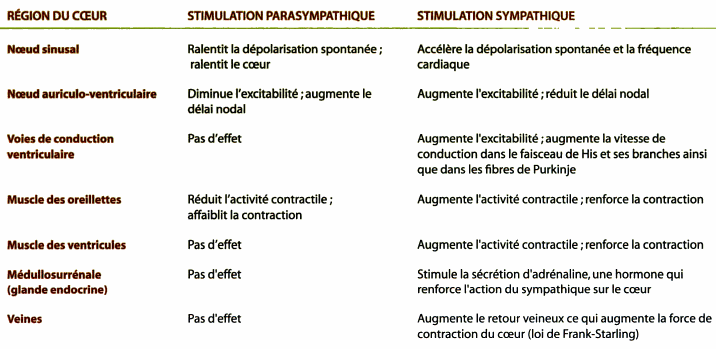 RÉGION DU CŒUR STIMULATION PARASYMPATHIQUE STIMULATION SYMPATHIQUE
Nœud sinusal Ralentit la dépolarisation spontanée ; Accélère la dépolarisation spontanée et la fréquence
ralentit le cœur cardiaque
Nœud auriculo-ventriculaire Diminue l'excitabilité ; augmente le Augmente l'excitabilité ; réduit le délai nodal
délai nodal
Voies de conduction Pas d'effet Augmente l'excitabilité ; augmente la vitesse de
ventriculaire conduction dans le faisceau de His et ses branches ainsi
que dans les fibres de Purkinje
Muscle des oreillettes Réduit l'activité contractile ; Augmente l'activité contractile ; renforce la contraction
affaiblit la contraction
Muscle des ventricules Pas d'effet Augmente l'activité contractile ; renforce la contraction
Médullosurrénale Pas d'effet Stimule la sécrétion d'adrénaline, une hormone qui
(glande endocrine) renforce l'action du sympathique sur le cœur
Veines Pas d'effet Augmente le retour veineux ce qui augmente la force de
contraction du cœur (loi de Frank-Starling)